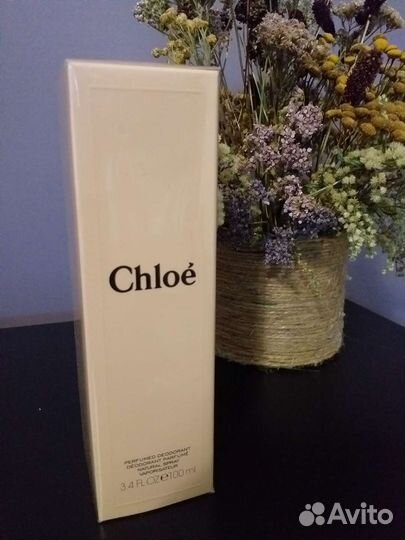 Chloé
PERFUMED DEODORANT
DÉODORANT PARFUMÉ
NATURAL SPRAY
VAPORISATEUR
3.4 FL.OZ℮100 ml
Avito